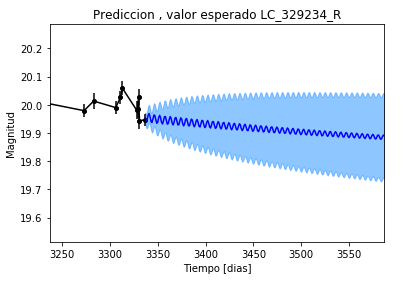 Prediccion , valor esperado LC_329234_R
20.2
20.1
20.0
19.9
19.8
19.7
19.6
Magnitud
3250 3300 3350 3400 3450 3500 3550
Tiempo [dias]